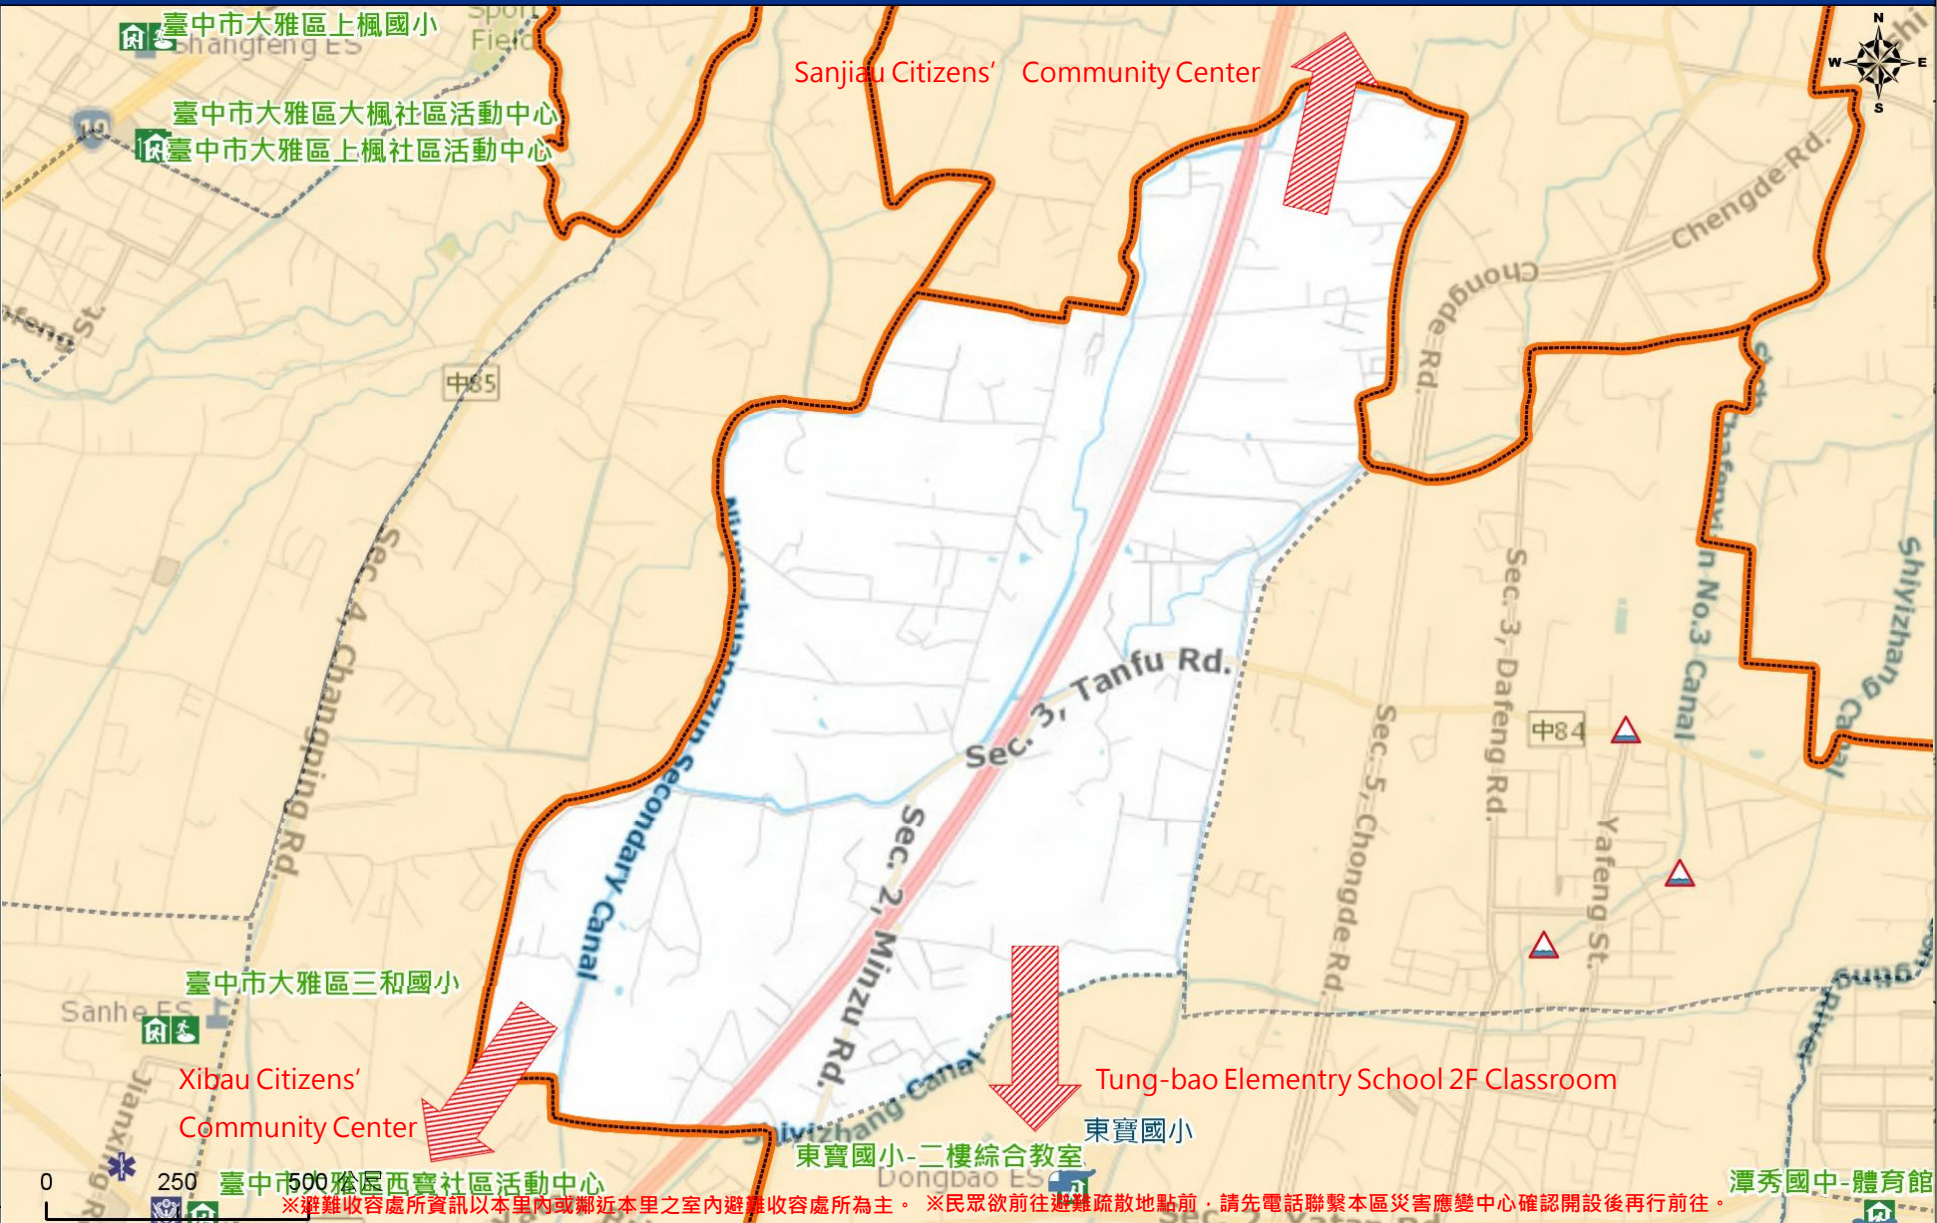 臺中市大雅區上楓國小
Shangfeng ES
Sport
Field
N
W
E
S
Sanjiau Citizens' Community Center
10
臺中市大雅區大楓社區活動中心
臺中市大雅區上楓社區活動中心
Chengde Rd.
Chongde Rd.
中85
Sec. 4, Changping Rd.
Seccondary Canal
Sec. 3, Tanfu Rd.
Sec. 2, Minzu Rd.
Sec. 5, Chongde Rd.
Sec. 3, Dafeng Rd.
中84
Yafeng St.
No.3 Canal
Shiyizhang Canal
River
臺中市大雅區三和國小
Sanhe ES
Xibau Citizens'
Community Center
Shiyizhang Canal
Tung-bao Elementry School 2F Classroom
東寶國小
東寶國小-二樓綜合教室
Dongbao ES
潭秀國中-體育館
0 250 500 公尺
臺中市大雅區西寶社區活動中心
※避難收容處所資訊以本里內或鄰近本里之室內避難收容處所為主。 ※民眾欲前往避難疏散地點前，請先電話聯繫本區災害應變中心確認開設後再行前往。